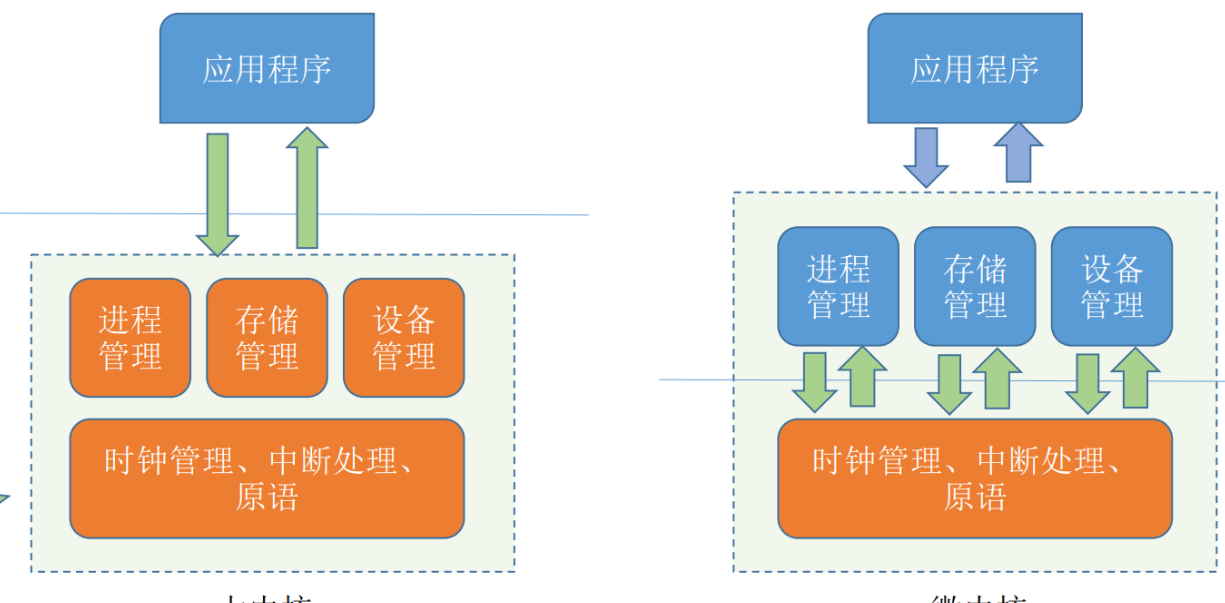 应用程序
应用程序
进程
管理
存储
管理
设备
管理
时钟管理、中断处理、
原语
进程
管理
存储
管理
设备
管理
时钟管理、中断处理、
原语